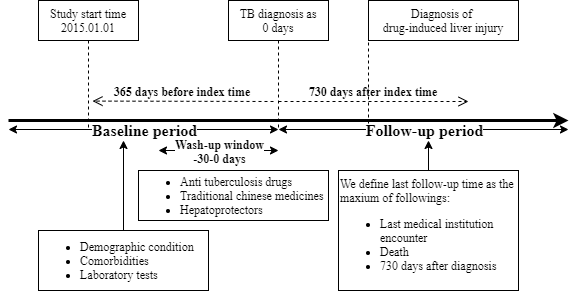 Study start time
2015.01.01
TB diagnosis as
0 days
Diagnosis of
drug-induced liver injury
365 days before index time
730 days after index time
Baseline period
Follow-up period
Wash-up window
-30-0 days
• Anti tuberculosis drugs
• Traditional chinese medicines
• Hepatoprotectors
We define last follow-up time as the
maxium of followings:
• Last medical institution
encounter
• Death
• 730 days after diagnosis
• Demographic condition
• Comorbidities
• Laboratory tests